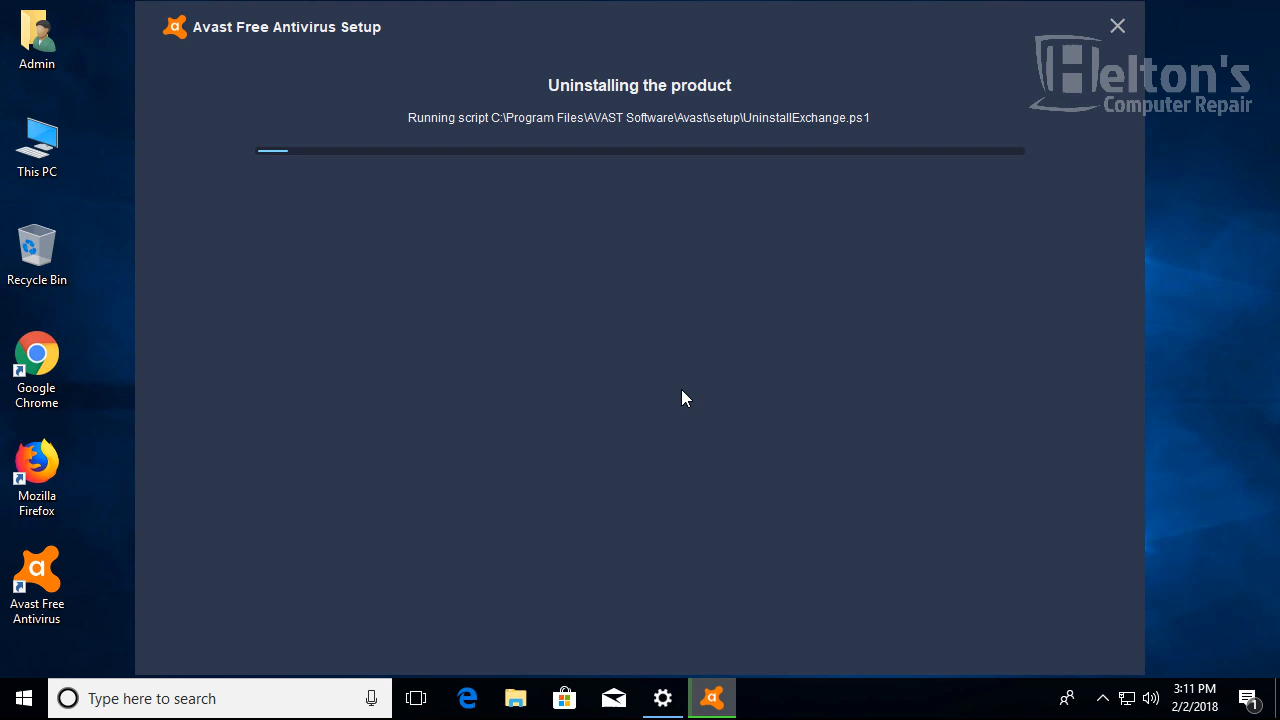 Avast Free Antivirus Setup
Helton's
Computer Repair
Uninstalling the product
Running script C:\Program Files\AVAST Software\Avast\setup\UninstallExchange.ps1
Admin
This PC
Recycle Bin
Google
Chrome
Mozilla
Firefox
Avast Free
Antivirus
Type here to search
3:11 PM
2/2/2018
1